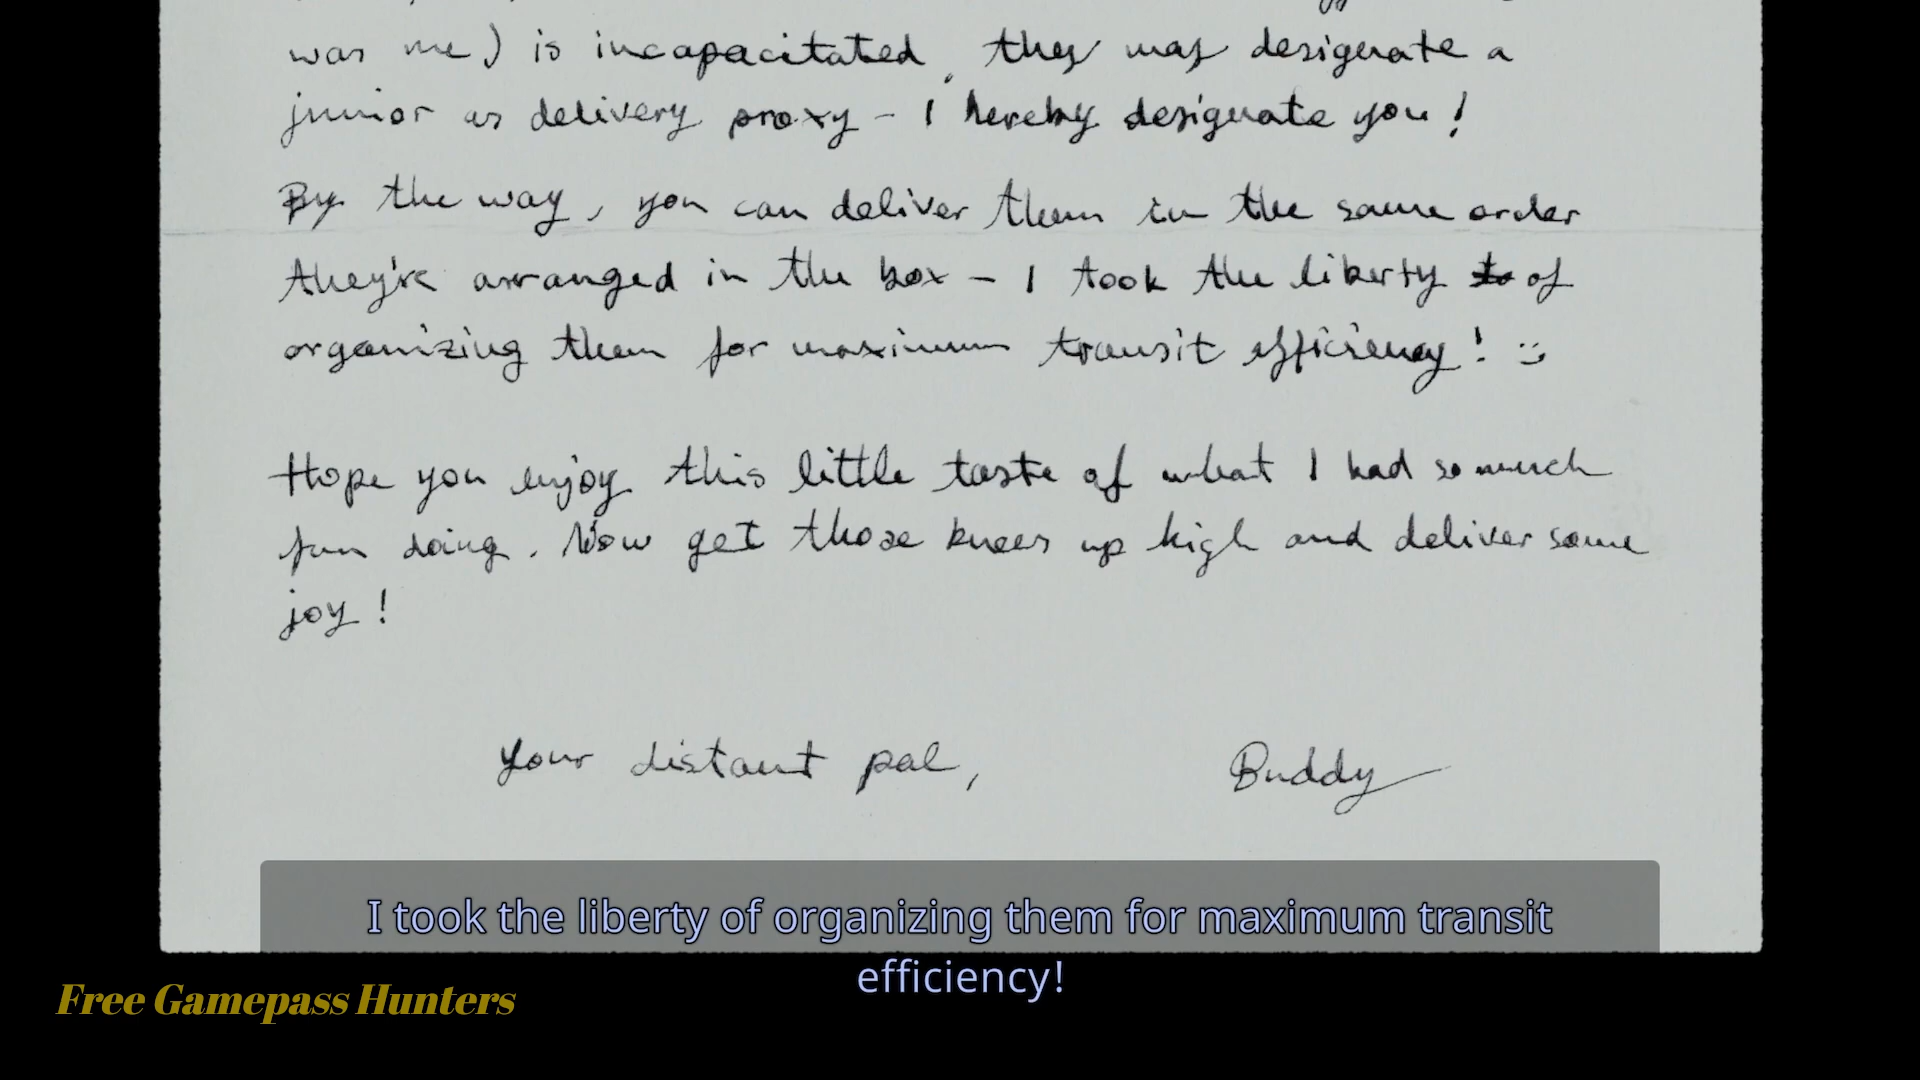 was me) is incapacitated, they may designate a
junior as delivery proxy - I hereby designate you!
By the way, you can deliver them in the same order
they're arranged in the box - I took the liberty to of
organizing them for maximum transit efficiency! :)
Hope you enjoy this little taste of what I had so much
fun doing. Now get those knees up high and deliver some
joy!
Your distant pal, Buddy
I took the liberty of organizing them for maximum transit
efficiency!
Free Gamepass Hunters